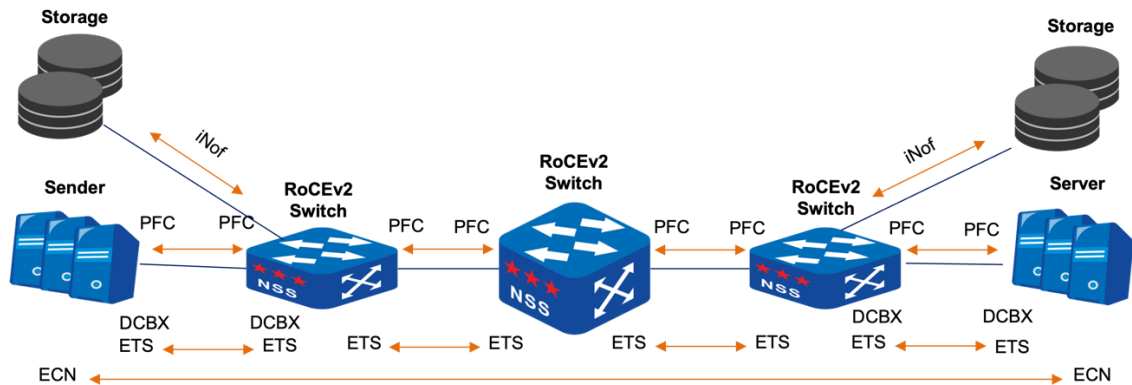 Storage
Storage
iNof
iNof
Sender
RoCEv2
Switch
RoCEv2
Switch
RoCEv2
Switch
Server
PFC PFC PFC PFC PFC PFC PFC PFC
NSS
NSS
NSS
DCBX DCBX DCBX DCBX
ETS ETS ETS ETS ETS ETS ETS ETS
ECN ECN